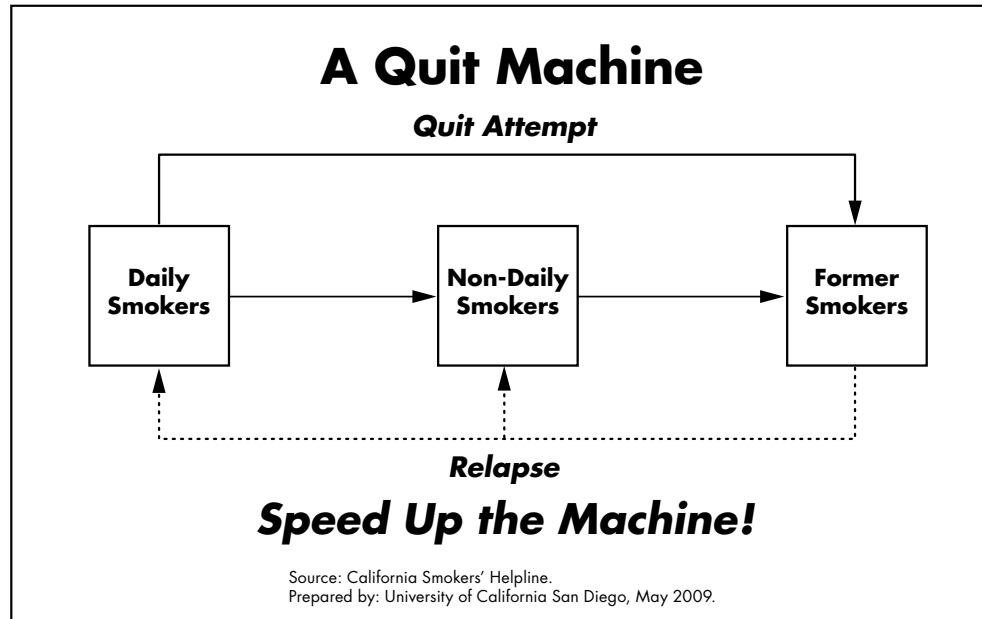 A Quit Machine
Quit Attempt
Daily
Smokers
Non-Daily
Smokers
Former
Smokers
Relapse
Speed Up the Machine!
Source: California Smokers’ Helpline.
Prepared by: University of California San Diego, May 2009.